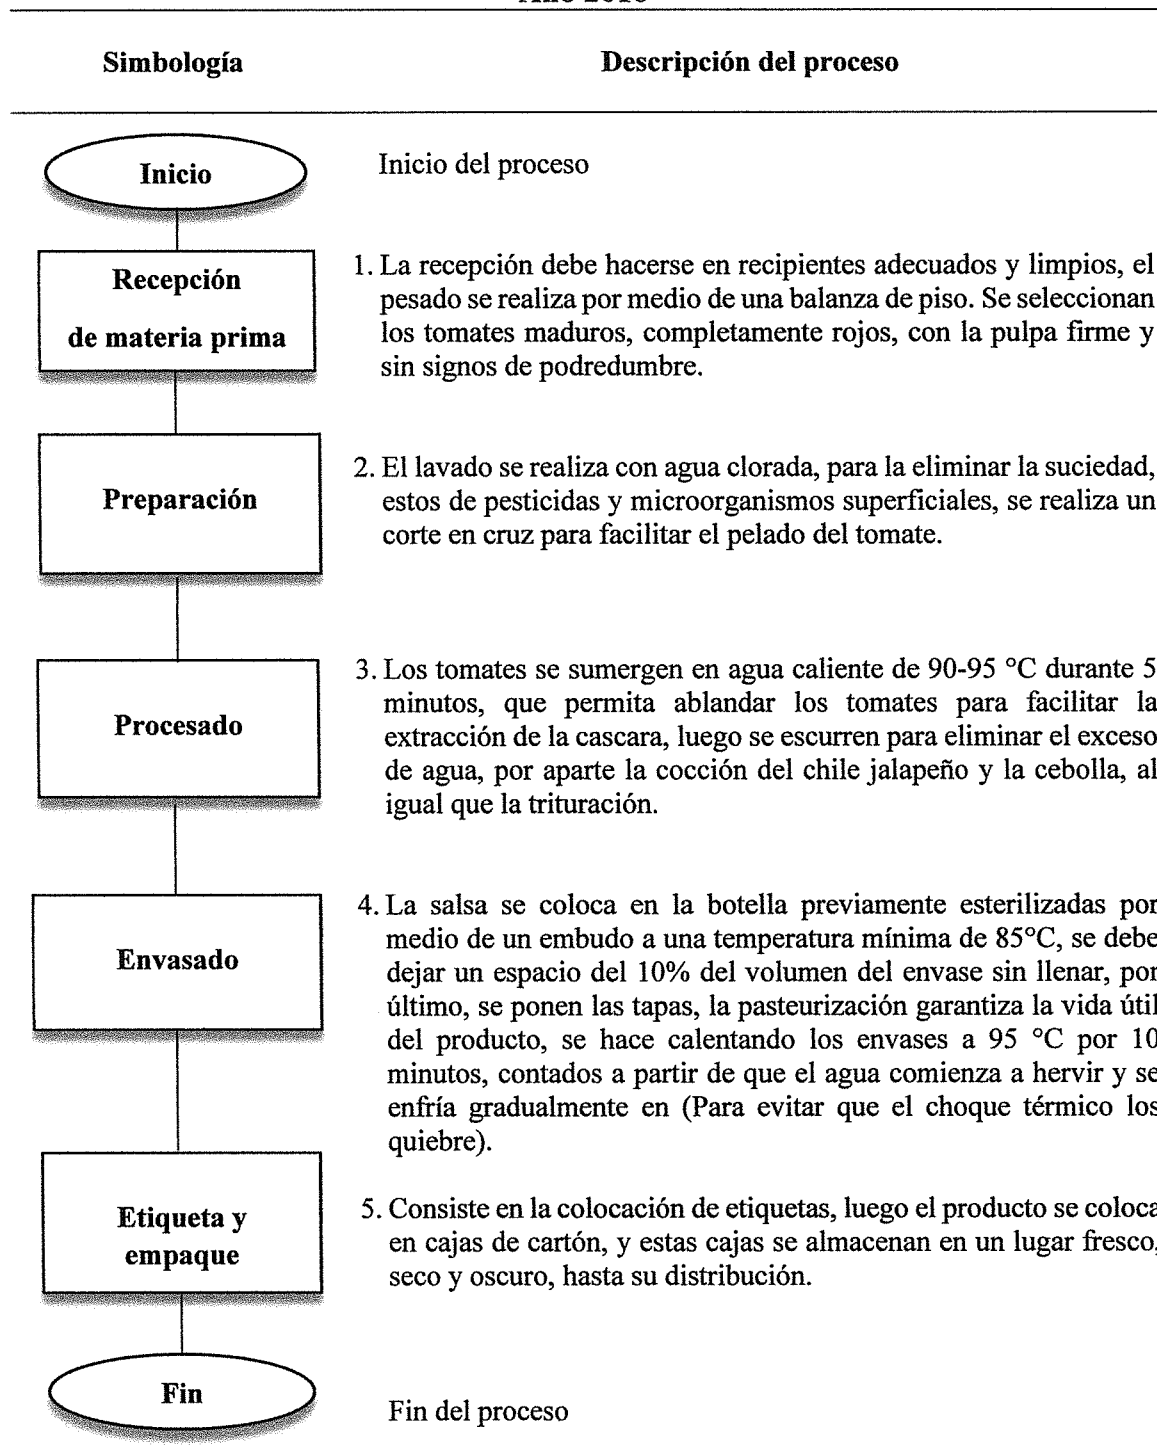 Simbología Descripción del proceso
Inicio Inicio del proceso
Recepción
de materia prima
1. La recepción debe hacerse en recipientes adecuados y limpios, el
pesado se realiza por medio de una balanza de piso. Se seleccionan
los tomates maduros, completamente rojos, con la pulpa firme y
sin signos de podredumbre.
Preparación
2. El lavado se realiza con agua clorada, para la eliminar la suciedad,
estos de pesticidas y microorganismos superficiales, se realiza un
corte en cruz para facilitar el pelado del tomate.
Procesado
3. Los tomates se sumergen en agua caliente de 90-95 °C durante 5
minutos, que permita ablandar los tomates para facilitar la
extracción de la cascara, luego se escurren para eliminar el exceso
de agua, por aparte la cocción del chile jalapeño y la cebolla, al
igual que la trituración.
Envasado
4. La salsa se coloca en la botella previamente esterilizadas por
medio de un embudo a una temperatura mínima de 85°C, se debe
dejar un espacio del 10% del volumen del envase sin llenar, por
último, se ponen las tapas, la pasteurización garantiza la vida útil
del producto, se hace calentando los envases a 95 °C por 10
minutos, contados a partir de que el agua comienza a hervir y se
enfría gradualmente en (Para evitar que el choque térmico los
quiebre).
Etiqueta y
empaque
5. Consiste en la colocación de etiquetas, luego el producto se coloca
en cajas de cartón, y estas cajas se almacenan en un lugar fresco,
seco y oscuro, hasta su distribución.
Fin
Fin del proceso